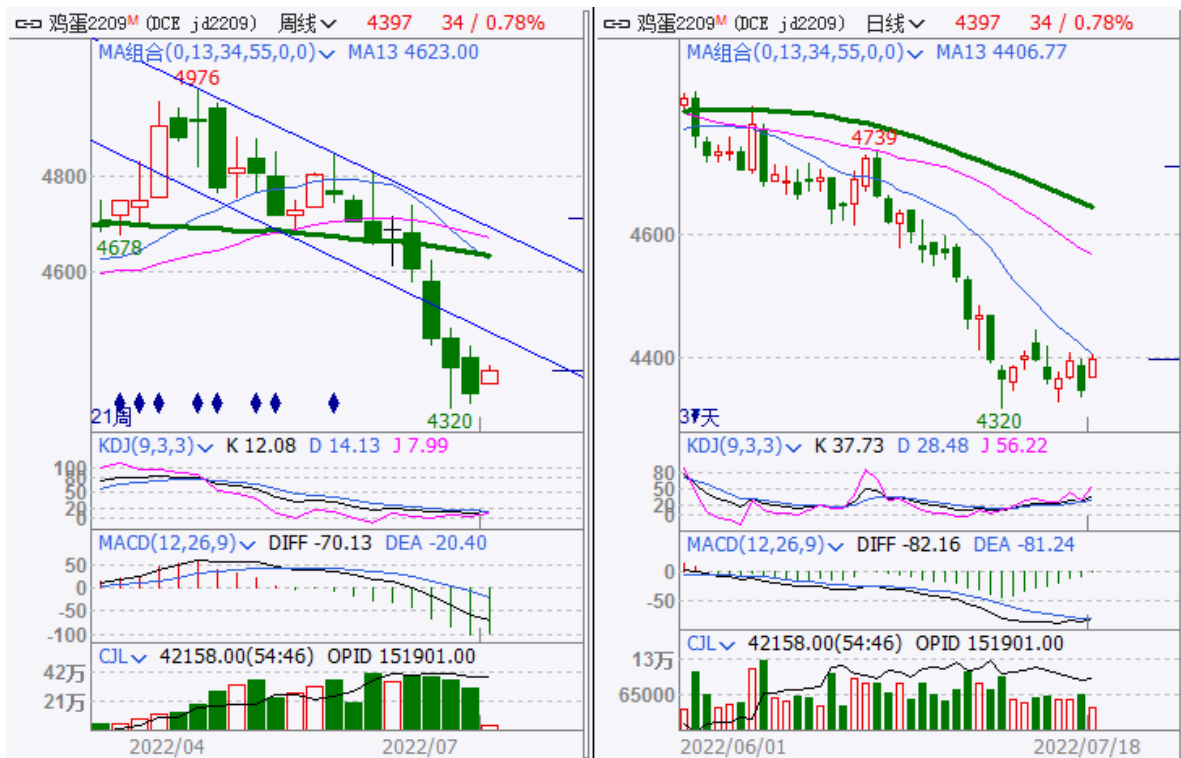 鸡蛋2209M (DCE jd2209) 周线 4397 34 / 0.78%
MA组合(0,13,34,55,0,0) MA13 4623.00
4976
4800
4678
4600
4320
21周
KDJ(9,3,3) K 12.08 D 14.13 J 7.99
100
80
50
20
0
MACD(12,26,9) DIFF -70.13 DEA -20.40
50
0
-50
-100
CJL 42158.00(54:46) OPID 151901.00
42万
21万
2022/04 2022/07
鸡蛋2209M (DCE jd2209) 日线 4397 34 / 0.78%
MA组合(0,13,34,55,0,0) MA13 4406.77
4739
4600
4400
4320
KDJ(9,3,3) K 37.73 D 28.48 J 56.22
80
50
20
0
MACD(12,26,9) DIFF -82.16 DEA -81.24
0
-50
CJL 42158.00(54:46) OPID 151901.00
13万
65000
2022/06/01 2022/07/18